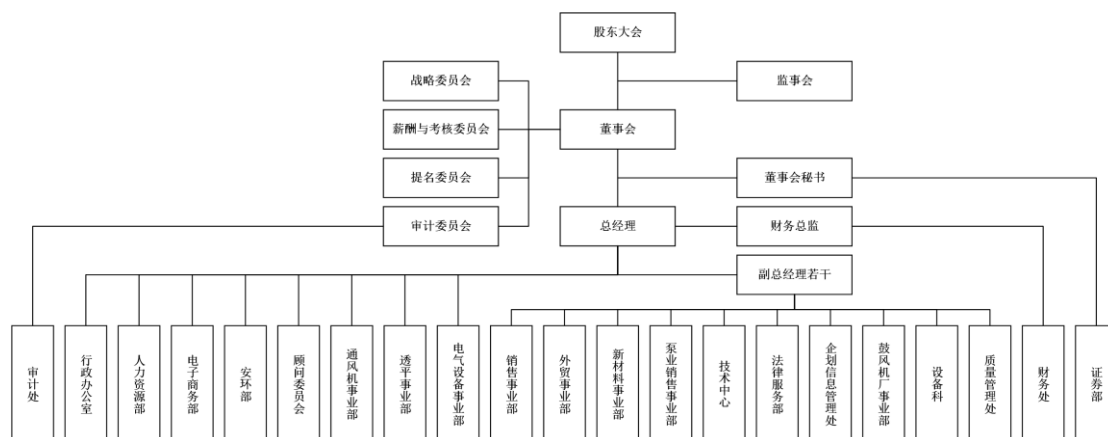 股东大会
战略委员会
监事会
薪酬与考核委员会
董事会
提名委员会
董事会秘书
审计委员会
总经理
财务总监
副总经理若干
审计处
行政办公室
人力资源部
电子商务部
安环部
顾问委员会
通风机事业部
透平事业部
电气设备事业部
销售事业部
外贸事业部
新材料事业部
泵业销售事业部
技术中心
法律服务部
企划信息管理处
鼓风机厂事业部
设备科
质量管理处
财务处
证券部